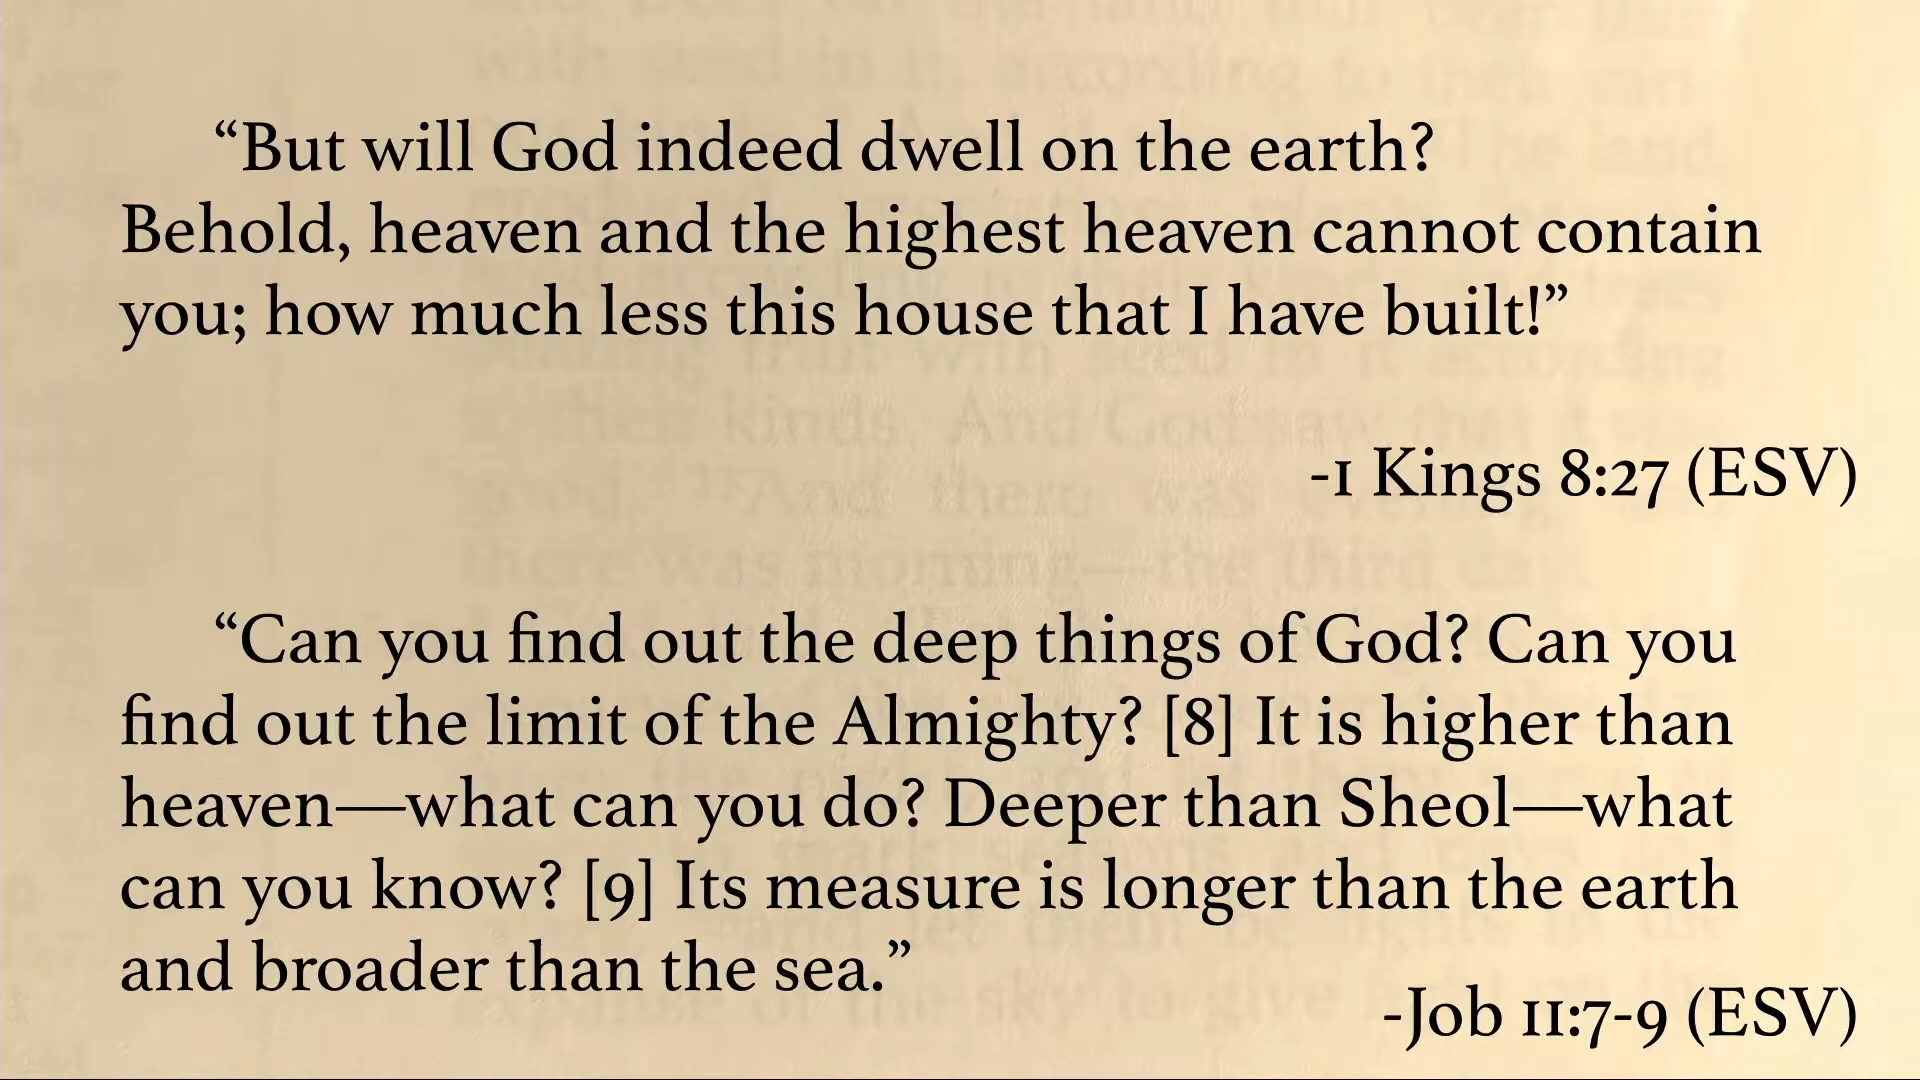 “But will God indeed dwell on the earth?
Behold, heaven and the highest heaven cannot contain
you; how much less this house that I have built!”
-1 Kings 8:27 (ESV)
“Can you find out the deep things of God? Can you
find out the limit of the Almighty? [8] It is higher than
heaven—what can you do? Deeper than Sheol—what
can you know? [9] Its measure is longer than the earth
and broader than the sea.”
-Job 11:7-9 (ESV)